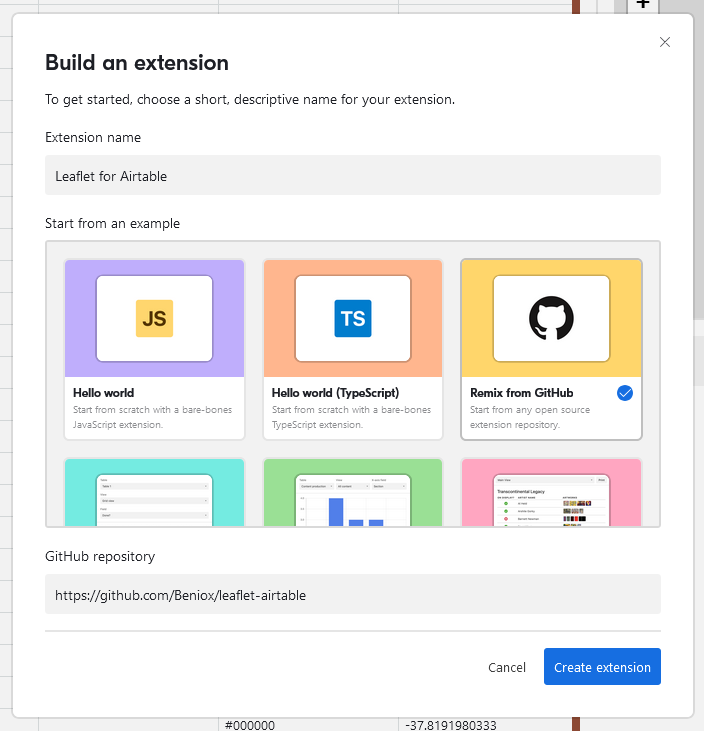 Build an extension
To get started, choose a short, descriptive name for your extension.
Extension name
Leaflet for Airtable
Start from an example
JS
TS
Hello world
Start from scratch with a bare-bones
JavaScript extension.
Hello world (TypeScript)
Start from scratch with a bare-bones
TypeScript extension.
Remix from GitHub
Start from any open source
extension repository.
Transcontinental Legacy
GitHub repository
https://github.com/Beniox/leaflet-airtable
Cancel
Create extension
#000000
-37.8191980333